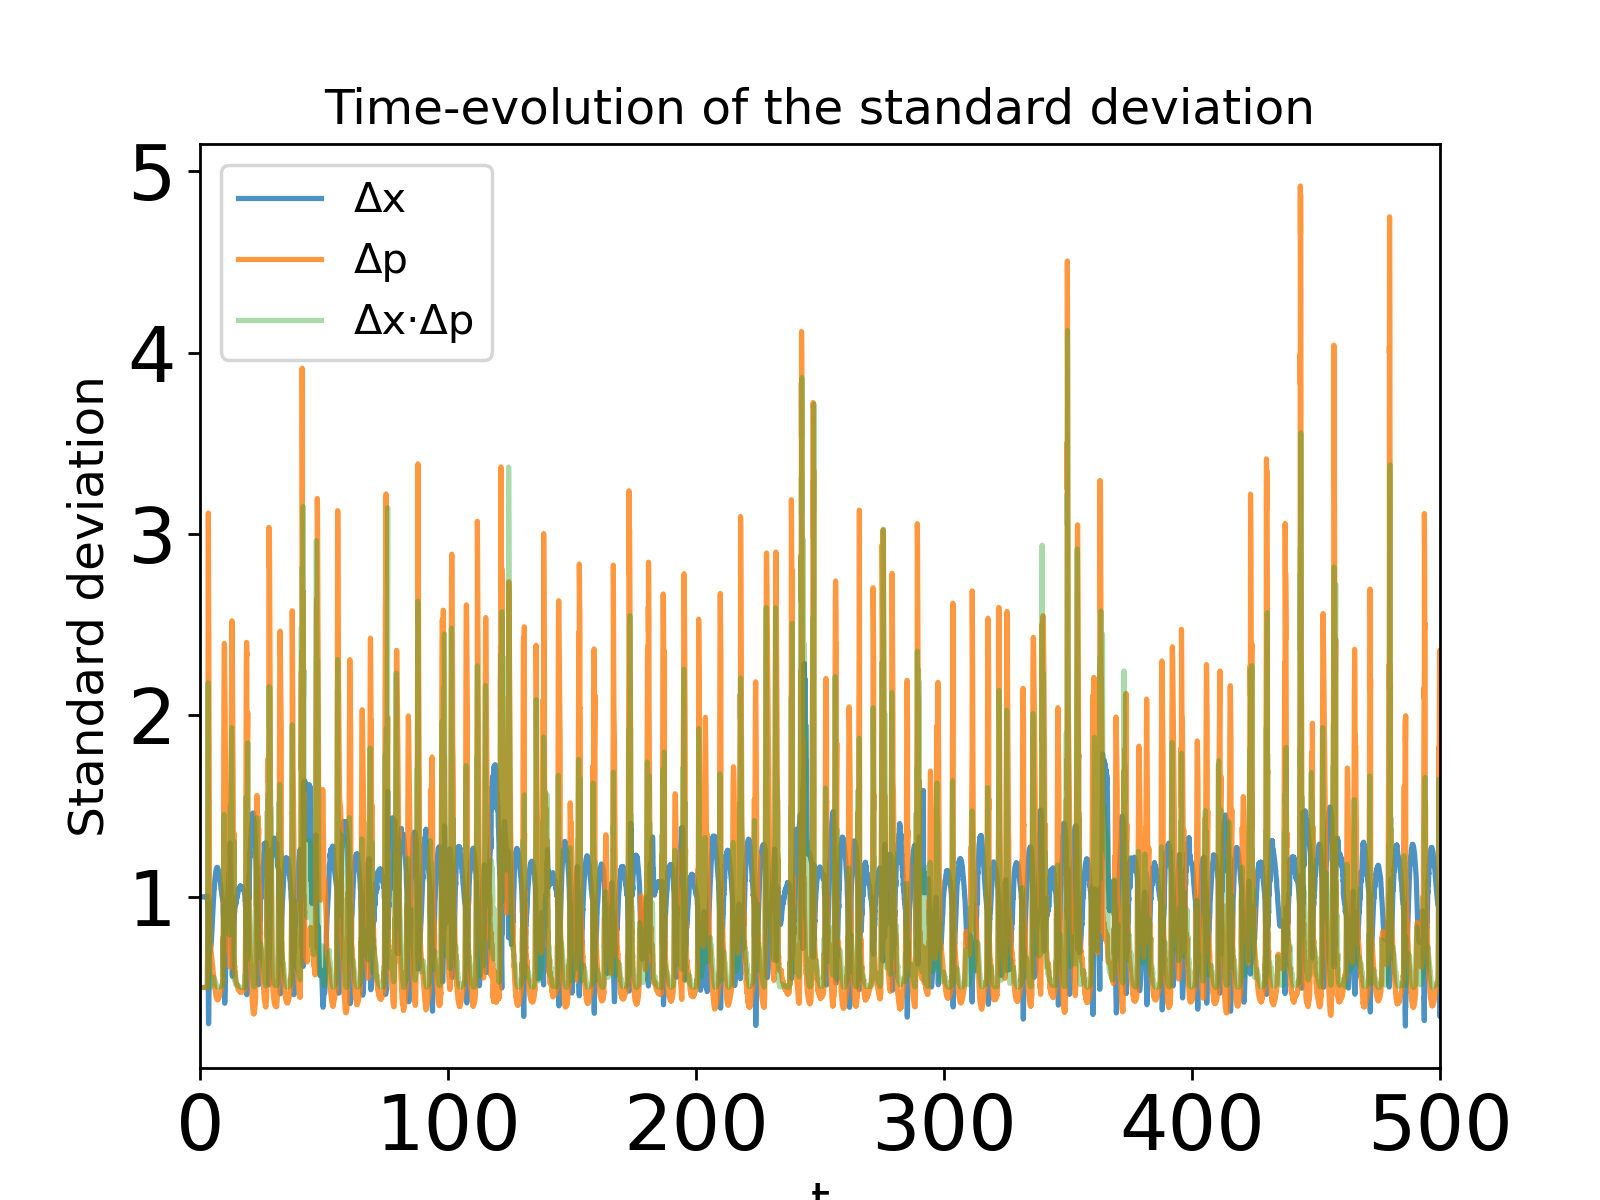 Time-evolution of the standard deviation
Standard deviation
5
4
3
2
1
Δx
Δp
Δx·Δp
0 100 200 300 400 500
t